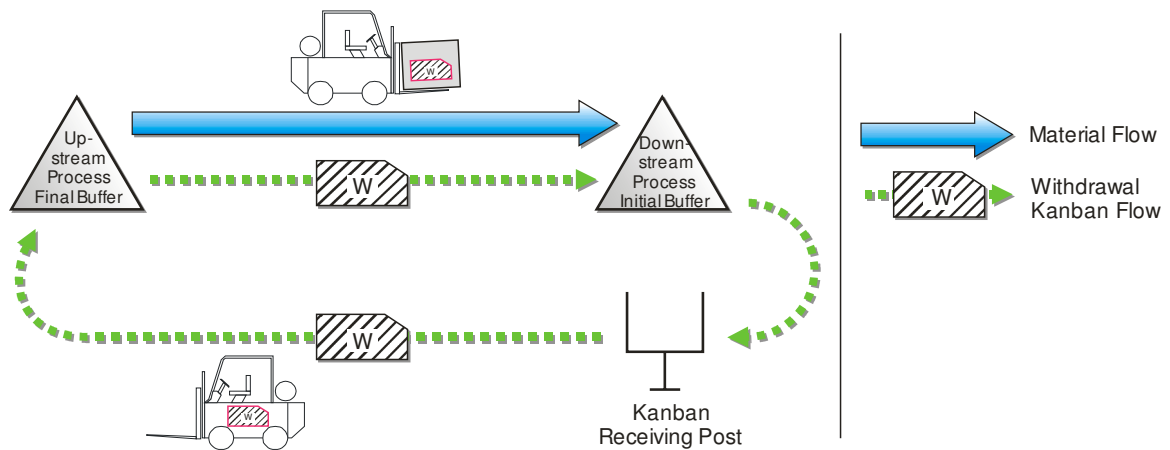 W
Up-
stream
Process
Final Buffer
Down-
stream
Process
Initial Buffer
W
W
W
Kanban
Receiving Post
Material Flow
W
Withdrawal
Kanban Flow